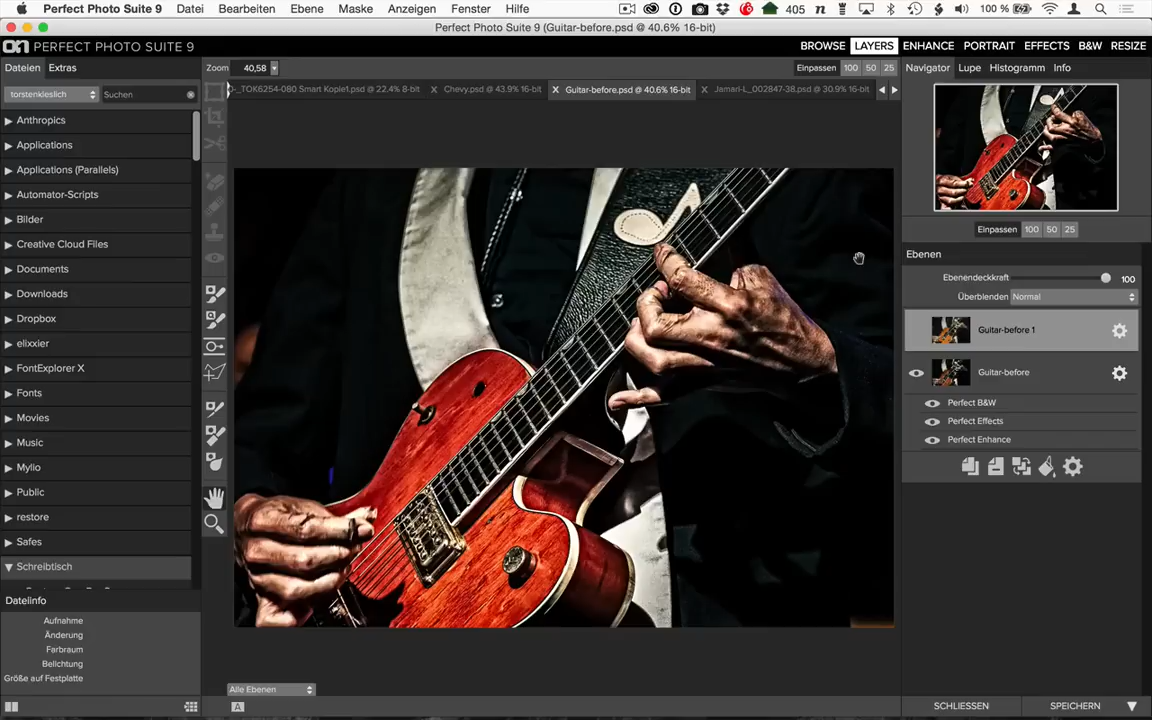 Perfect Photo Suite 9 Datei Bearbeiten Ebene Maske Anzeigen Fenster Hilfe 405 100 %
Perfect Photo Suite 9 (Guitar-before.psd @ 40.6% 16-bit)
on PERFECT PHOTO SUITE 9 BROWSE LAYERS ENHANCE PORTRAIT EFFECTS B&W RESIZE
Dateien Extras Zoom 40,58 Einpassen 100 50 25 Navigator Lupe Histogramm Info
torstenkieslich Suchen
_TOK6254-080 Smart Kopie1.psd @ 22.4% 8-bit Chevy.psd @ 43.9% 16-bit Guitar-before.psd @ 40.6% 16-bit Jamari-L_002847-38.psd @ 30.9% 16-bit
Anthropics
Applications
Applications (Parallels)
Automator-Scripts
Bilder
Creative Cloud Files
Documents
Downloads
Dropbox
elixxier
FontExplorer X
Fonts
Movies
Music
Mylio
Public
restore
Safes
Schreibtisch
Dateiinfo
Aufnahme
Änderung
Farbraum
Belichtung
Größe auf Festplatte
Alle Ebenen
A
Einpassen 100 50 25
Ebenen
Ebenendeckkraft 100
Überblenden Normal
Guitar-before 1
Guitar-before
Perfect B&W
Perfect Effects
Perfect Enhance
SCHLIESSEN SPEICHERN